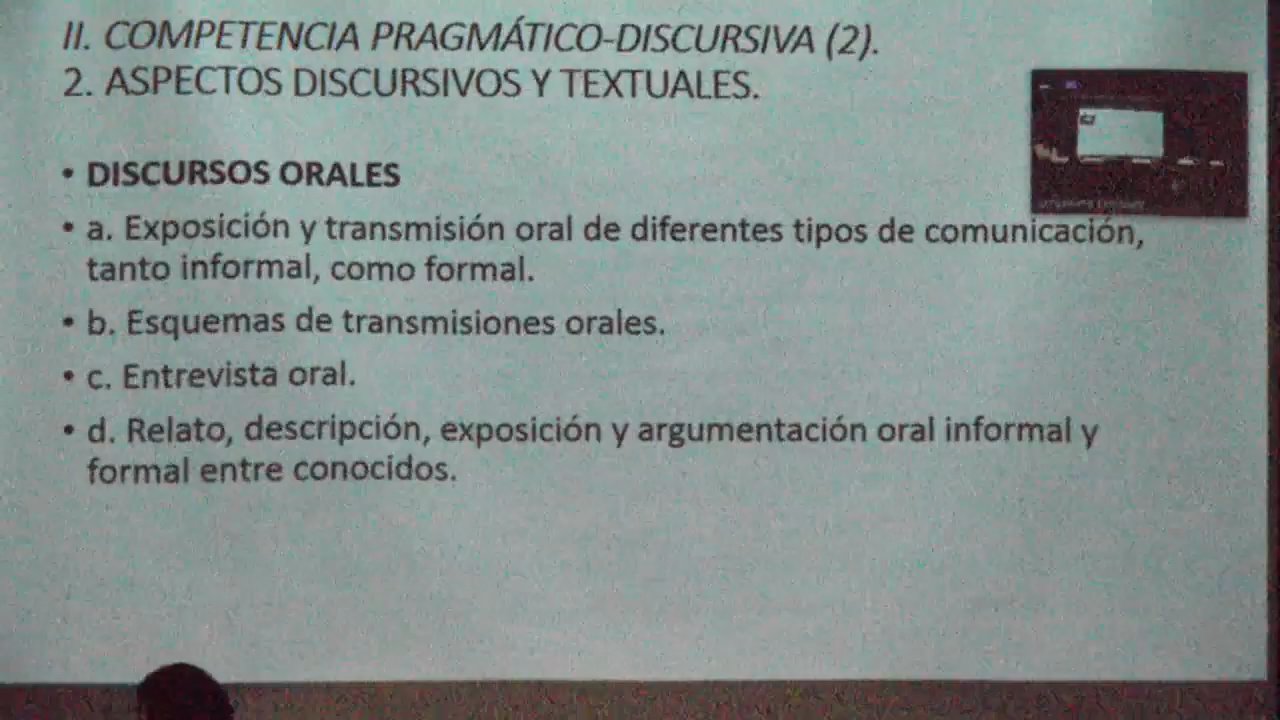 II. COMPETENCIA PRAGMÁTICO-DISCURSIVA (2).
2. ASPECTOS DISCURSIVOS Y TEXTUALES.
• DISCURSOS ORALES
• a. Exposición y transmisión oral de diferentes tipos de comunicación,
tanto informal, como formal.
• b. Esquemas de transmisiones orales.
• c. Entrevista oral.
• d. Relato, descripción, exposición y argumentación oral informal y
formal entre conocidos.